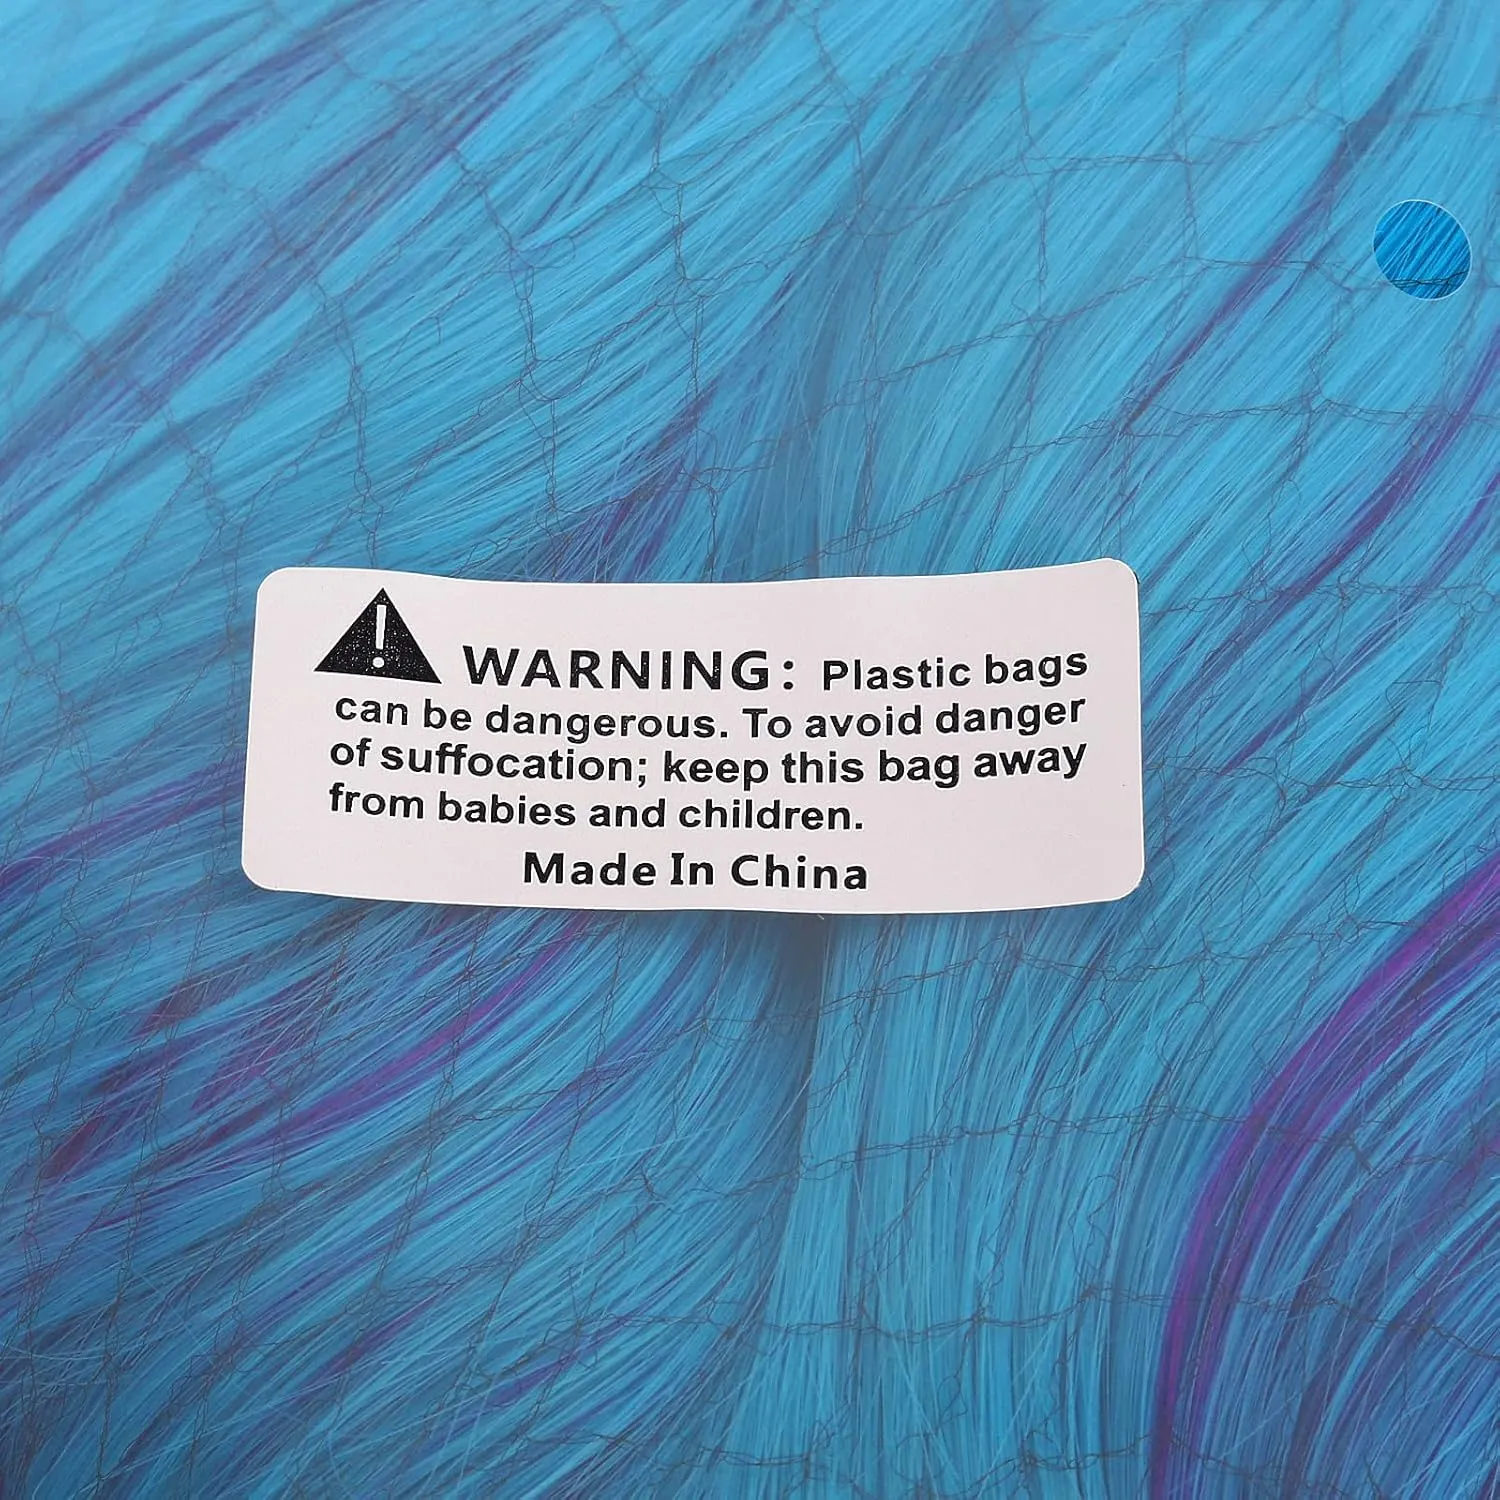 WARNING: Plastic bags
can be dangerous. To avoid danger
of suffocation; keep this bag away
from babies and children.
Made In China